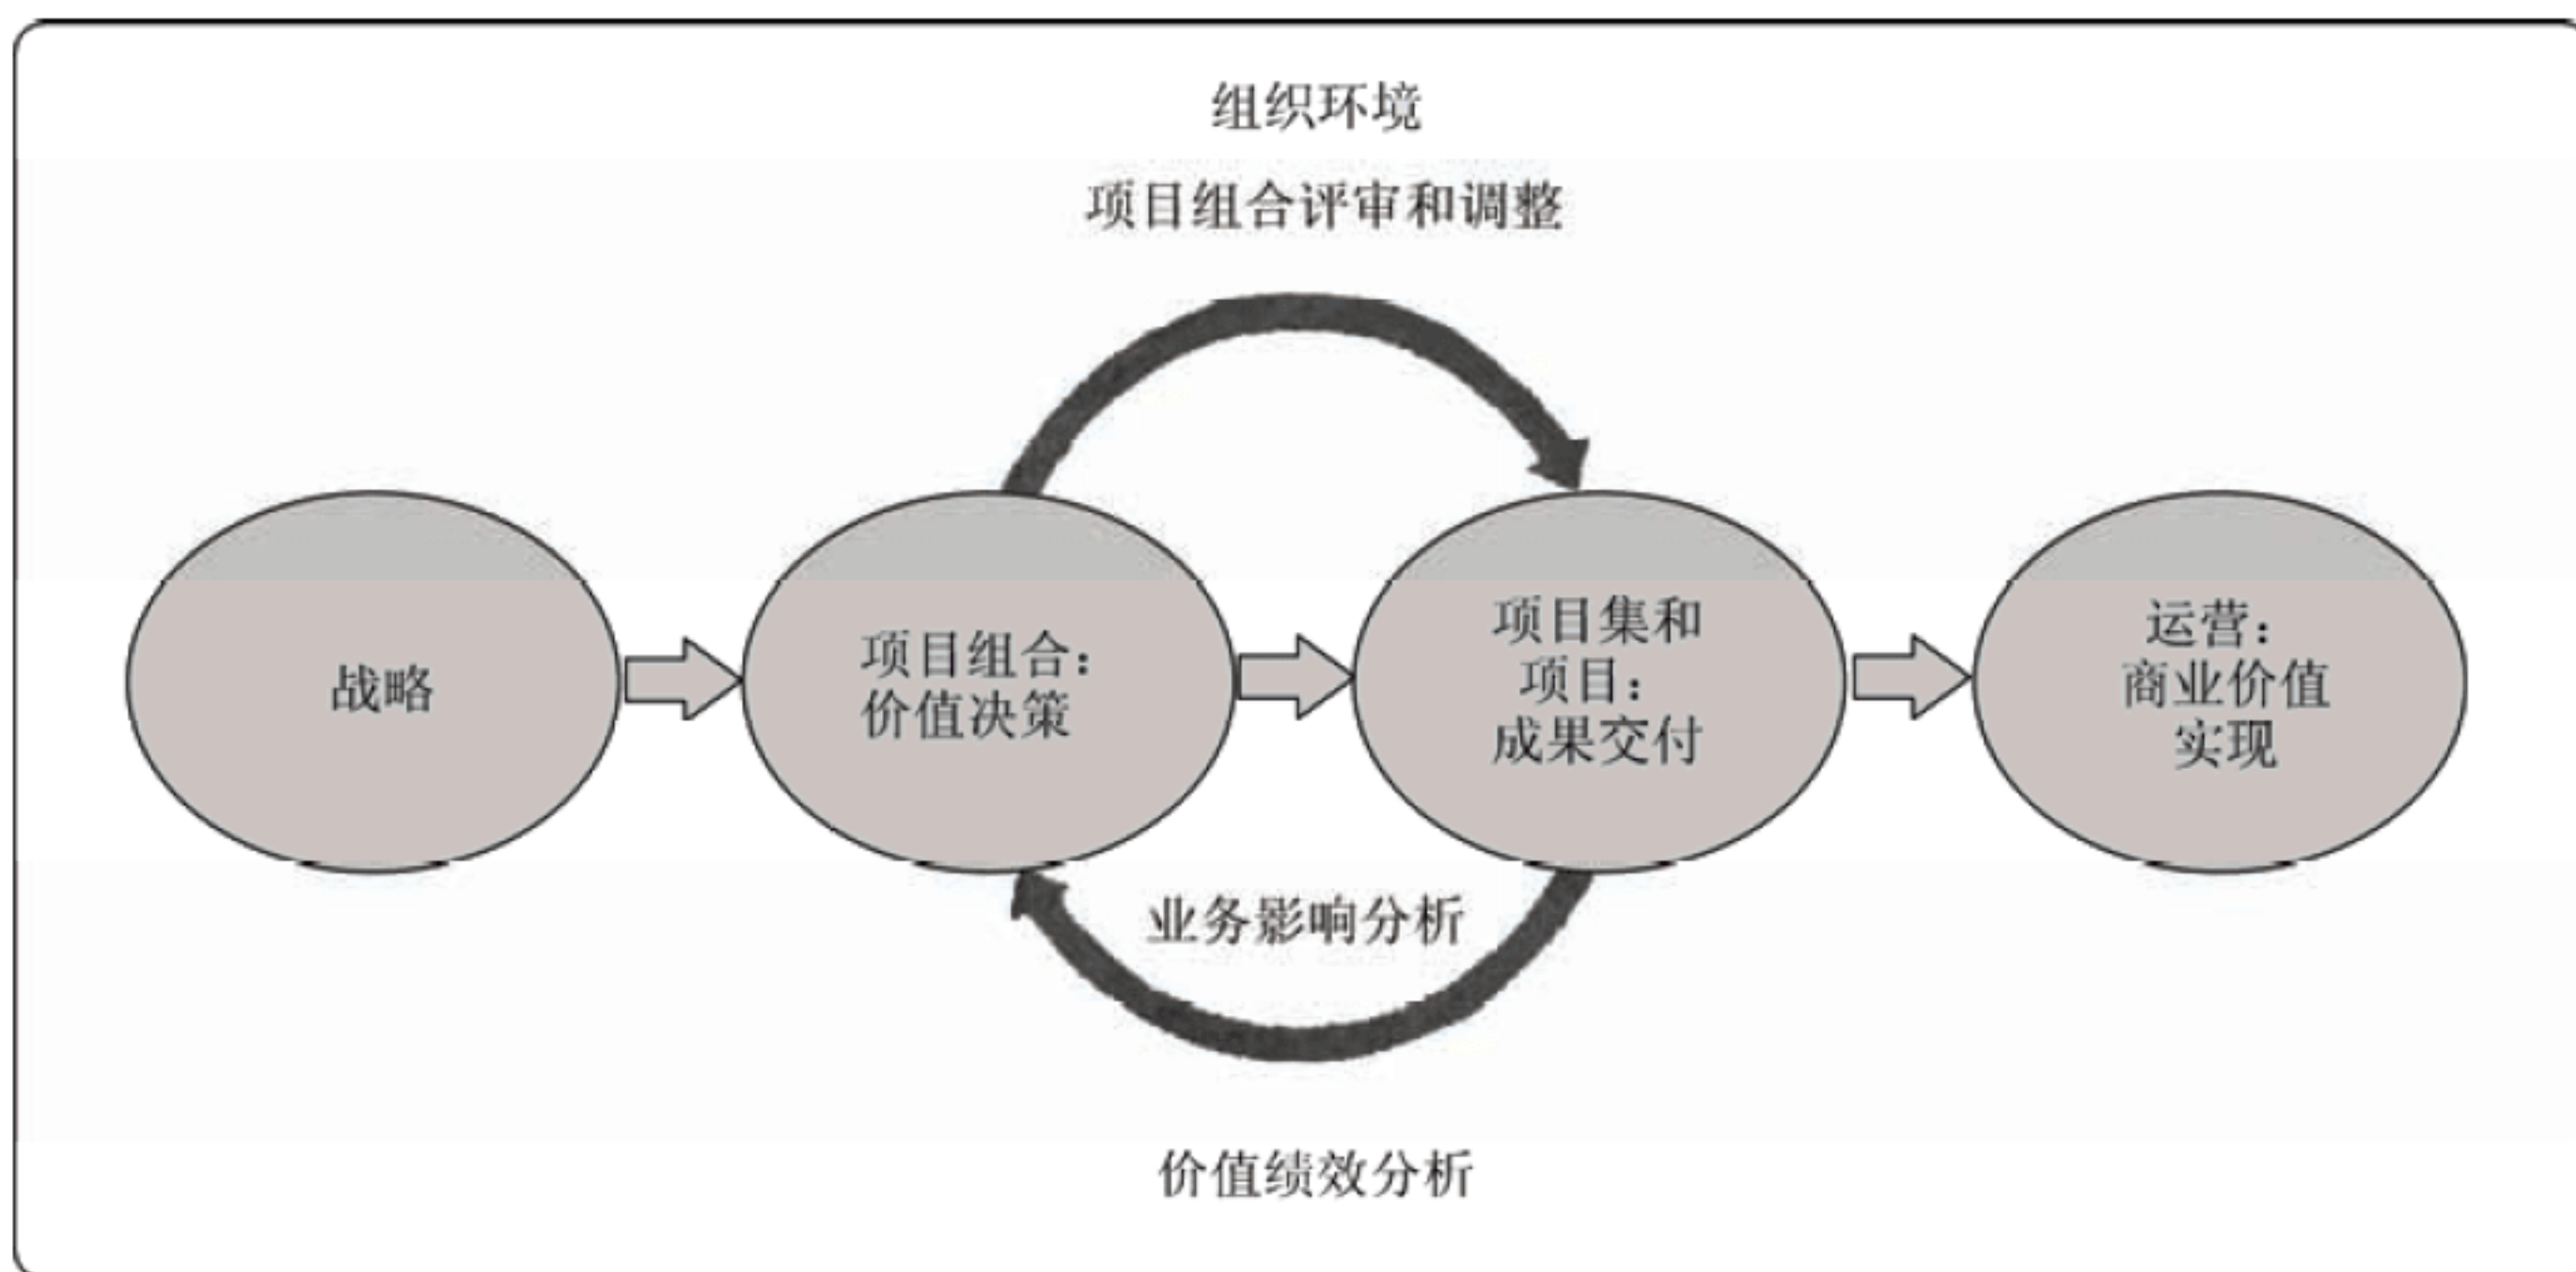 组织环境
项目组合评审和调整
战略
项目组合：
价值决策
项目集和
项目：
成果交付
运营：
商业价值
实现
业务影响分析
价值绩效分析